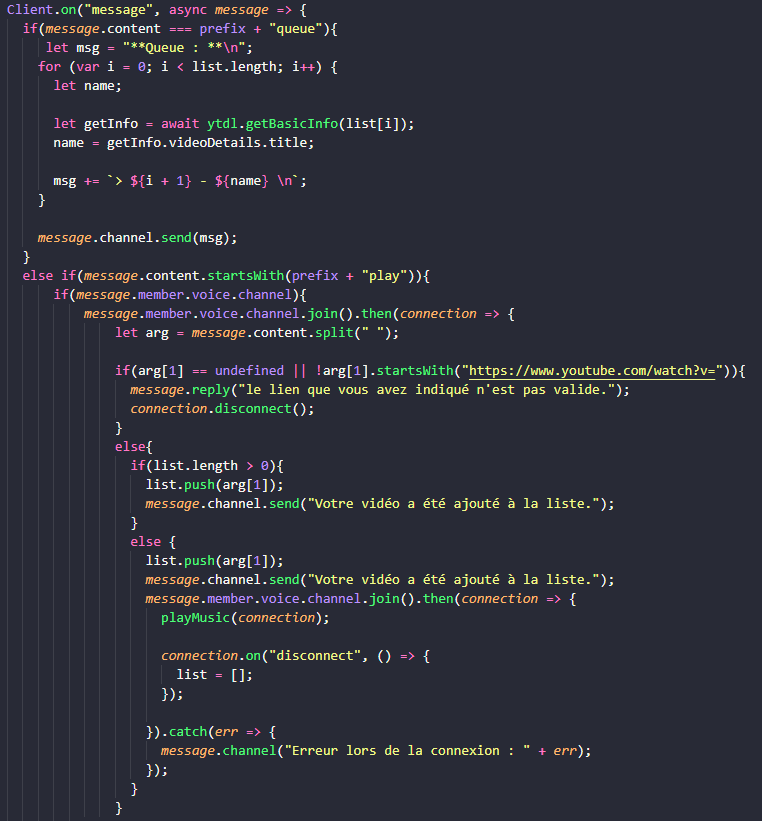 Client.on("message", async message => {
if(message.content === prefix + "queue"){
let msg = "**Queue : **\n";
for (var i = 0; i < list.length; i++) {
let name;
let getInfo = await ytdl.getBasicInfo(list[i]);
name = getInfo.videoDetails.title;
msg += `> ${i + 1} - ${name} \n`;
}
message.channel.send(msg);
}
else if(message.content.startsWith(prefix + "play")){
if(message.member.voice.channel){
message.member.voice.channel.join().then(connection => {
let arg = message.content.split(" ");
if(arg[1] == undefined || !arg[1].startsWith("https://www.youtube.com/watch?v=")){
message.reply("le lien que vous avez indiqué n'est pas valide.");
connection.disconnect();
}
else{
if(list.length > 0){
list.push(arg[1]);
message.channel.send("Votre vidéo a été ajouté à la liste.");
}
else {
list.push(arg[1]);
message.channel.send("Votre vidéo a été ajouté à la liste.");
message.member.voice.channel.join().then(connection => {
playMusic(connection);
connection.on("disconnect", () => {
list = [];
});
}).catch(err => {
message.channel("Erreur lors de la connexion : " + err);
});
}
}